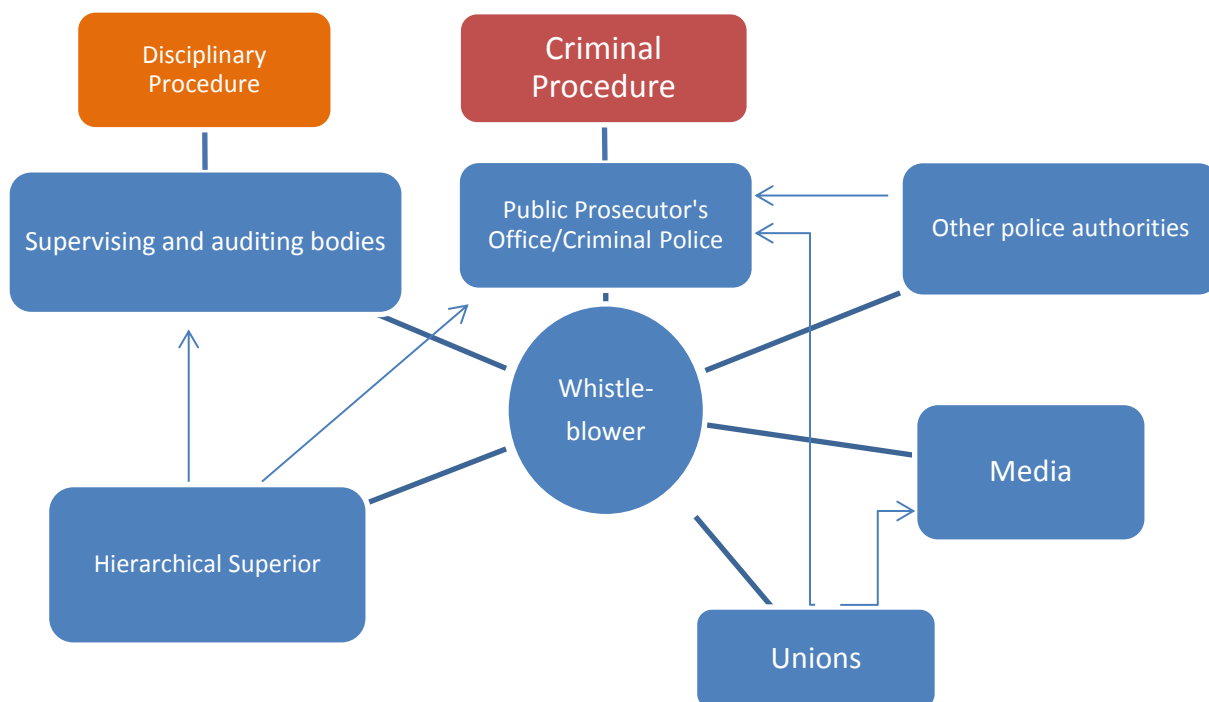 Disciplinary
Procedure
Criminal
Procedure
Supervising and auditing bodies
Public Prosecutor's
Office/Criminal Police
Other police authorities
Whistle-
blower
Media
Hierarchical Superior
Unions